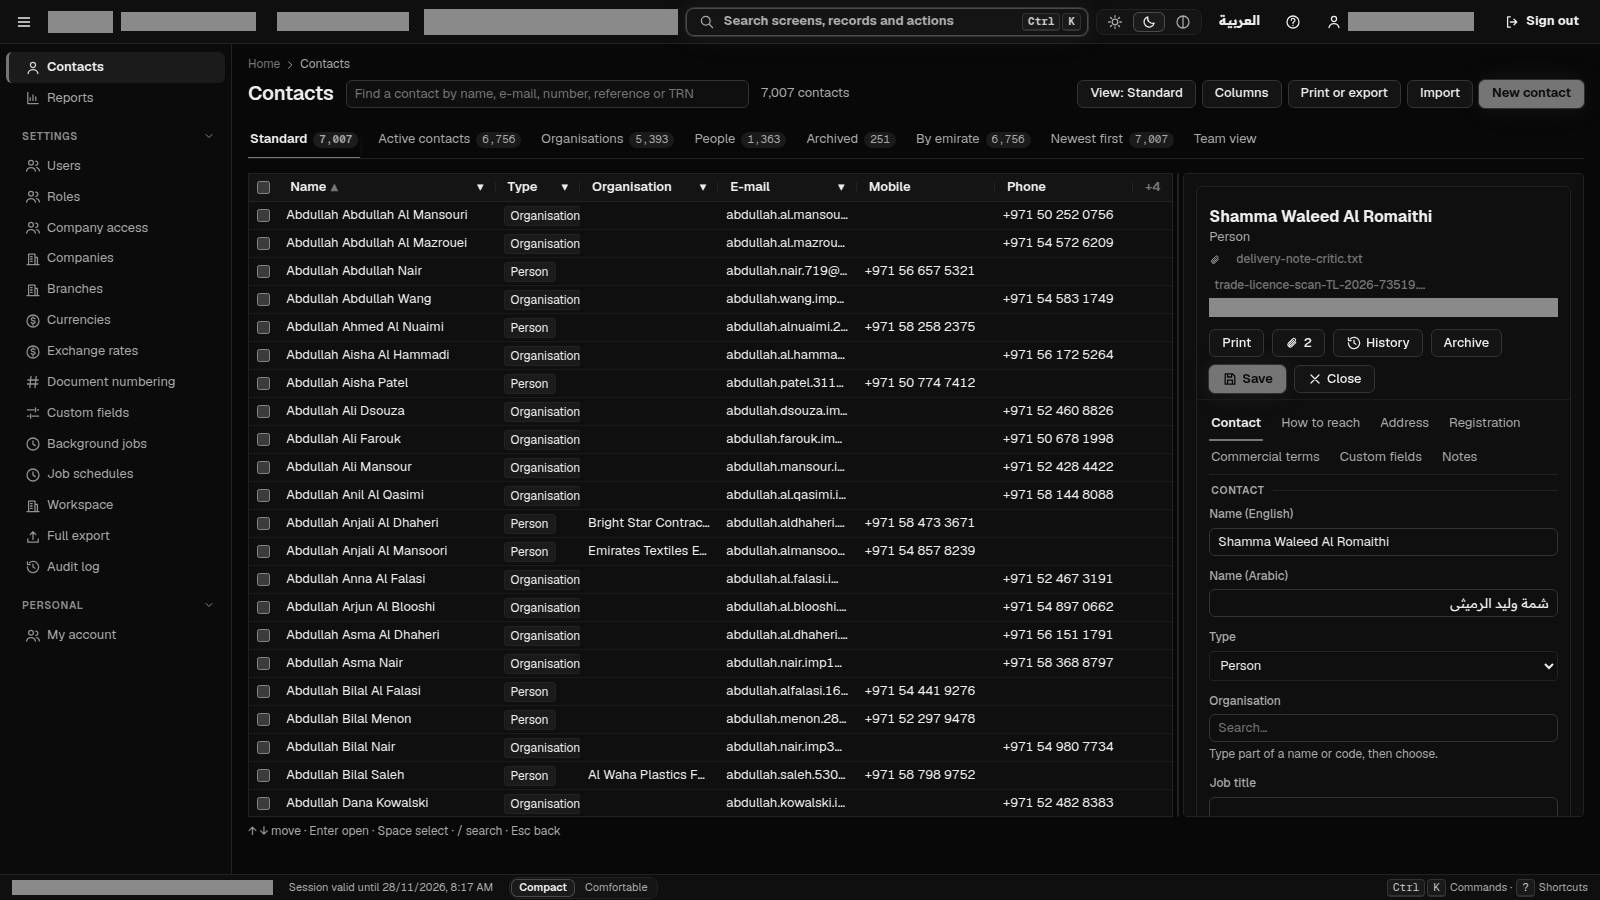 Search screens, records and actions Ctrl K العربية Sign out
Contacts
Reports
SETTINGS
Users
Roles
Company access
Companies
Branches
Currencies
Exchange rates
Document numbering
Custom fields
Background jobs
Job schedules
Workspace
Full export
Audit log
PERSONAL
My account
Home > Contacts
Contacts Find a contact by name, e-mail, number, reference or TRN 7,007 contacts View: Standard Columns Print or export Import New contact
Standard 7,007 Active contacts 6,756 Organisations 5,393 People 1,363 Archived 251 By emirate 6,756 Newest first 7,007 Team view
Name ▲ ▼ Type ▼ Organisation ▼ E-mail ▼ Mobile Phone +4
Abdullah Abdullah Al Mansouri Organisation abdullah.al.mansou... +971 50 252 0756
Abdullah Abdullah Al Mazrouei Organisation abdullah.al.mazrou... +971 54 572 6209
Abdullah Abdullah Nair Person abdullah.nair.719@... +971 56 657 5321
Abdullah Abdullah Wang Organisation abdullah.wang.imp... +971 54 583 1749
Abdullah Ahmed Al Nuaimi Person abdullah.alnuaimi.2... +971 58 258 2375
Abdullah Aisha Al Hammadi Organisation abdullah.al.hamma... +971 56 172 5264
Abdullah Aisha Patel Person abdullah.patel.311... +971 50 774 7412
Abdullah Ali Dsouza Organisation abdullah.dsouza.im... +971 52 460 8826
Abdullah Ali Farouk Organisation abdullah.farouk.im... +971 50 678 1998
Abdullah Ali Mansour Organisation abdullah.mansour.i... +971 52 428 4422
Abdullah Anil Al Qasimi Organisation abdullah.al.qasimi.i... +971 58 144 8088
Abdullah Anjali Al Dhaheri Person Bright Star Contrac... abdullah.aldhaheri.... +971 58 473 3671
Abdullah Anjali Al Mansoori Person Emirates Textiles E... abdullah.almansoo... +971 54 857 8239
Abdullah Anna Al Falasi Organisation abdullah.al.falasi.i... +971 52 467 3191
Abdullah Arjun Al Blooshi Organisation abdullah.al.blooshi.... +971 54 897 0662
Abdullah Asma Al Dhaheri Organisation abdullah.al.dhaheri.... +971 56 151 1791
Abdullah Asma Nair Organisation abdullah.nair.imp1... +971 58 368 8797
Abdullah Bilal Al Falasi Person abdullah.alfalasi.16... +971 54 441 9276
Abdullah Bilal Menon Person abdullah.menon.28... +971 52 297 9478
Abdullah Bilal Nair Organisation abdullah.nair.imp3... +971 54 980 7734
Abdullah Bilal Saleh Person Al Waha Plastics F... abdullah.saleh.530... +971 58 798 9752
Abdullah Dana Kowalski Organisation abdullah.kowalski.i... +971 52 482 8383
↑↓ move · Enter open · Space select · / search · Esc back
Shamma Waleed Al Romaithi
Person
delivery-note-critic.txt
trade-licence-scan-TL-2026-73519....
Print 2 History Archive
Save Close
Contact How to reach Address Registration
Commercial terms Custom fields Notes
CONTACT
Name (English)
Shamma Waleed Al Romaithi
Name (Arabic)
شمة وليد الرميثى
Type
Person
Organisation
Search...
Type part of a name or code, then choose.
Job title
Session valid until 28/11/2026, 8:17 AM Compact Comfortable Ctrl K Commands · ? Shortcuts